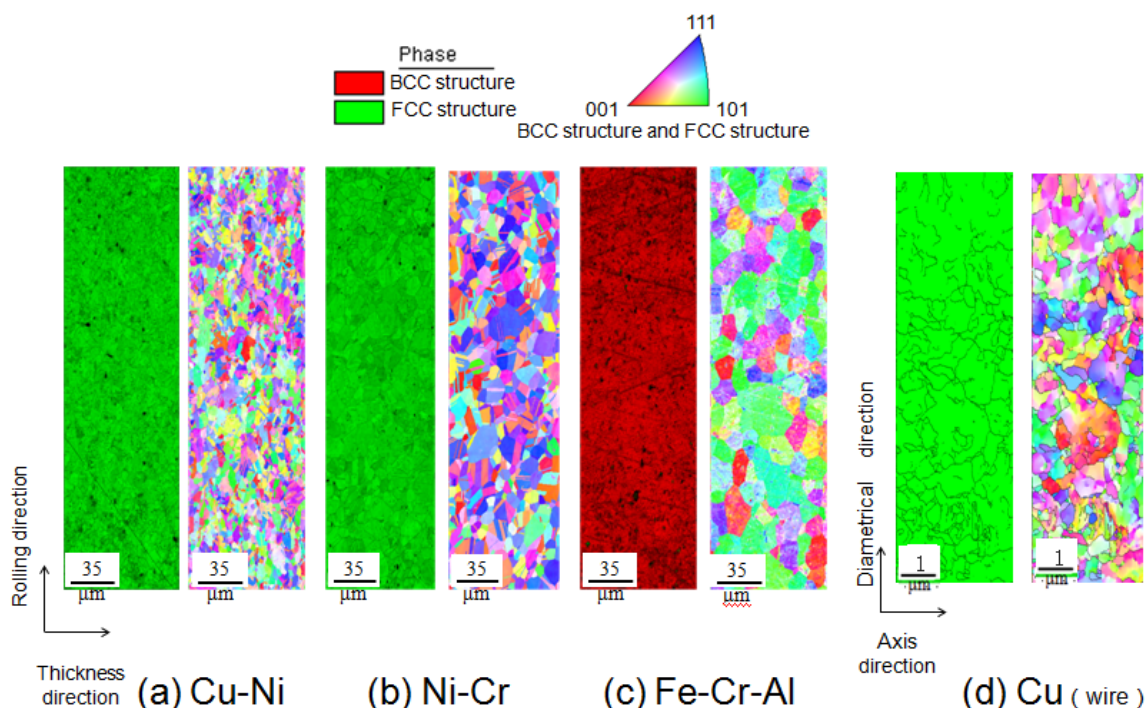 Phase
BCC structure
FCC structure
111
001
101
BCC structure and FCC structure
35
μm
35
μm
35
μm
35
μm
35
μm
35
μm
1
μm
1
μm
Rolling direction
Thickness
direction
Diametrical direction
Axis
direction
(a) Cu-Ni
(b) Ni-Cr
(c) Fe-Cr-Al
(d) Cu ( wire )